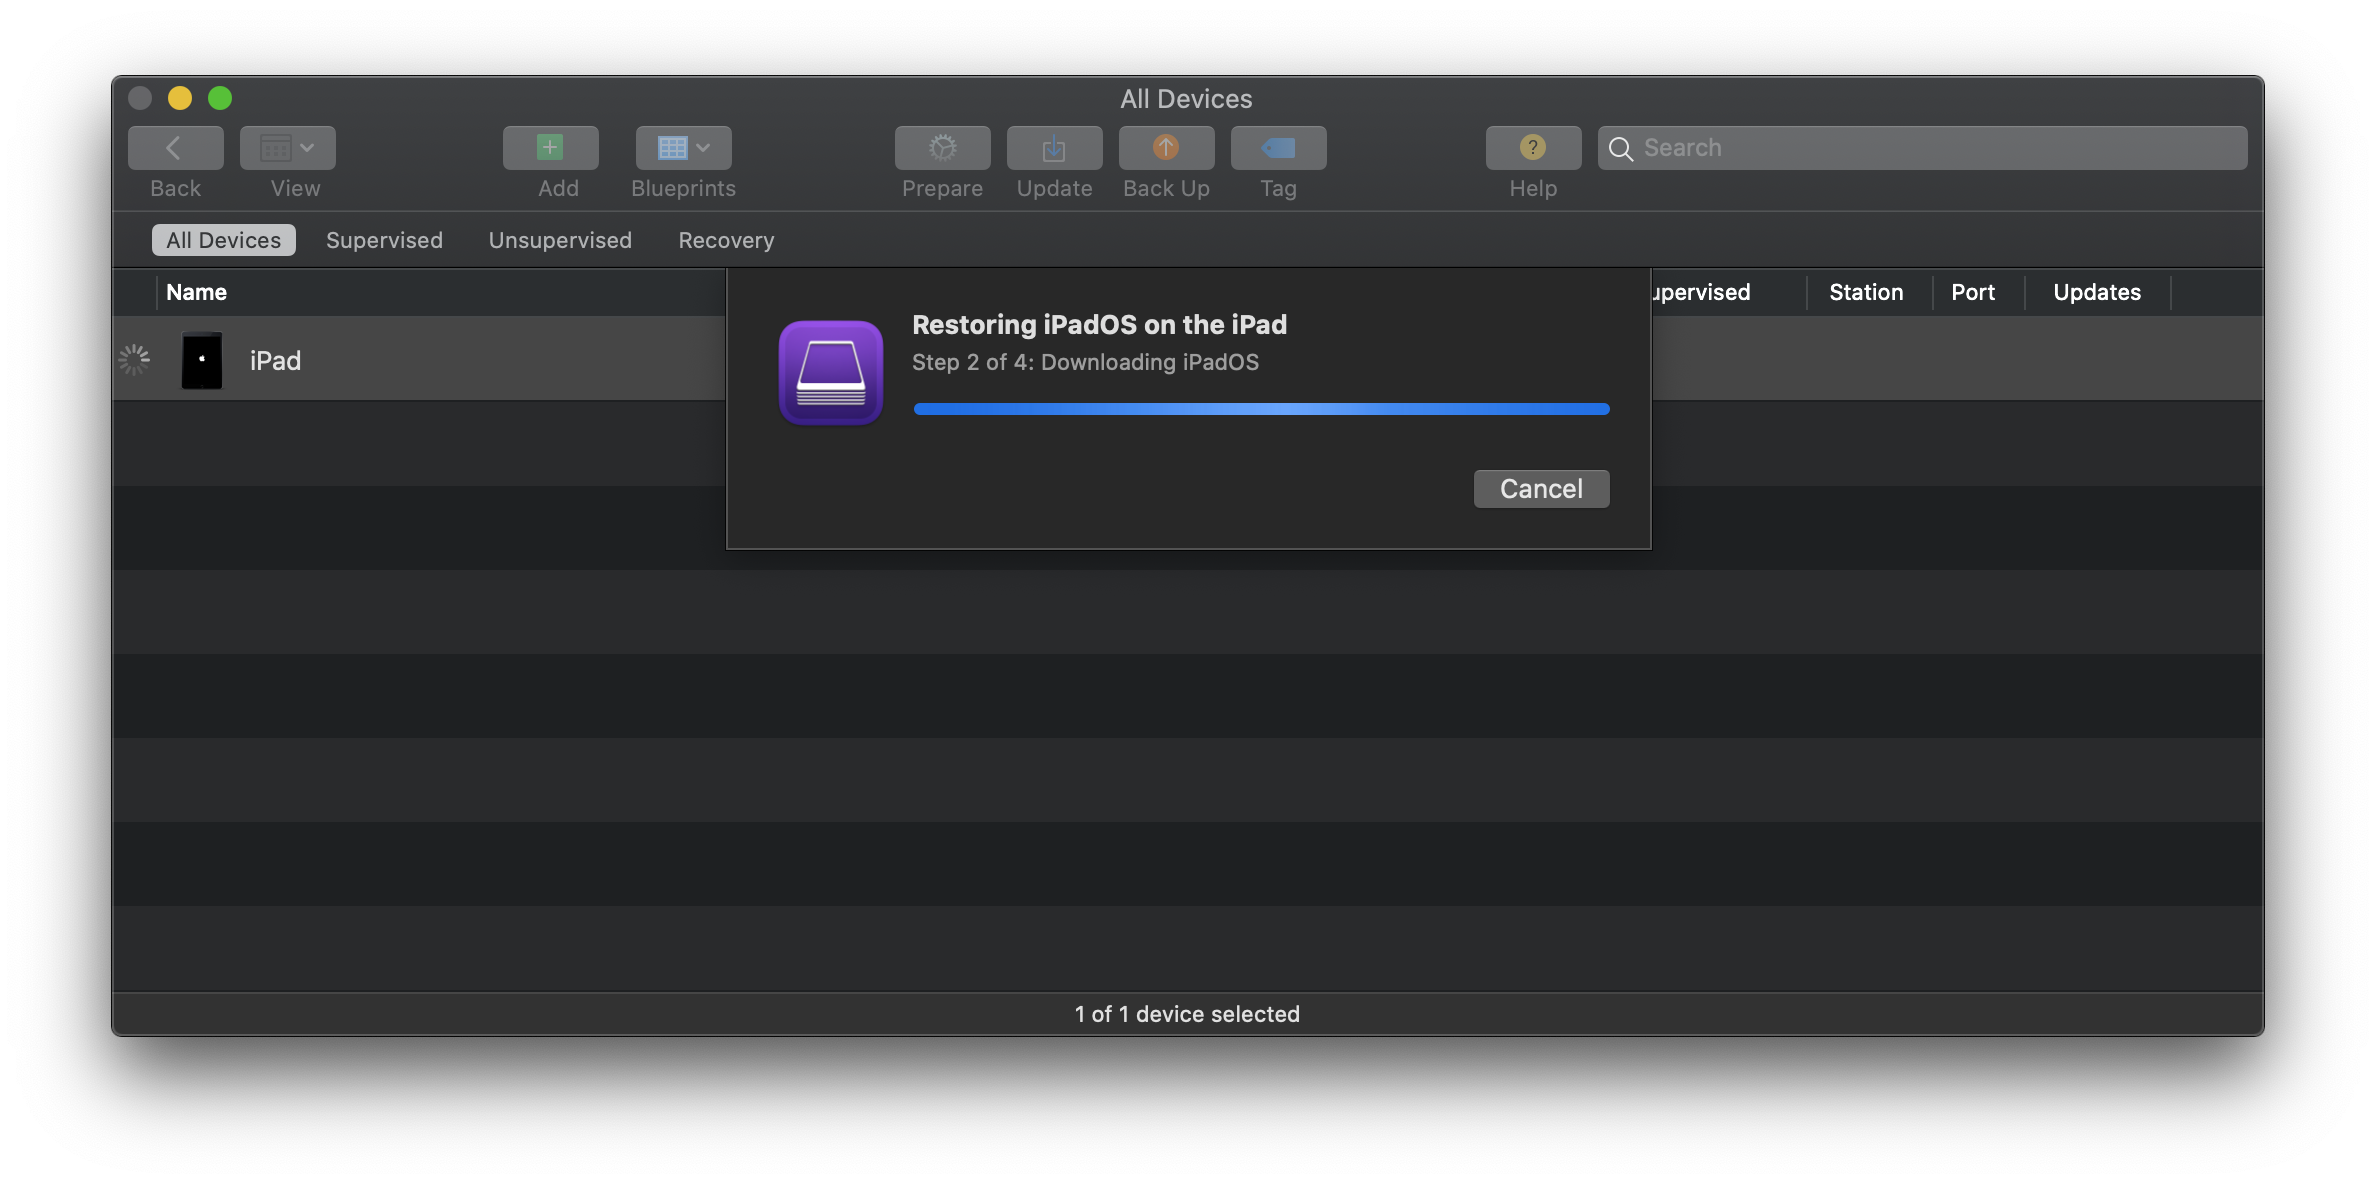 All Devices
Back
View
Add
Blueprints
Prepare
Update
Back Up
Tag
Help
Search
All Devices
Supervised
Unsupervised
Recovery
Name
upervised
Station
Port
Updates
iPad
Restoring iPadOS on the iPad
Step 2 of 4: Downloading iPadOS
Cancel
1 of 1 device selected